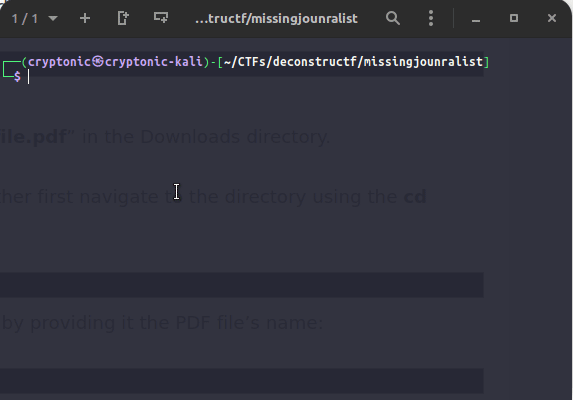 1 / 1
...tructf/missingjounralist
┌──(cryptonic㉿cryptonic-kali)-[~/CTFs/deconstructf/missingjounralist]
└─$
ile.pdf" in the Downloads directory.
her first navigate to the directory using the cd
by providing it the PDF file's name: